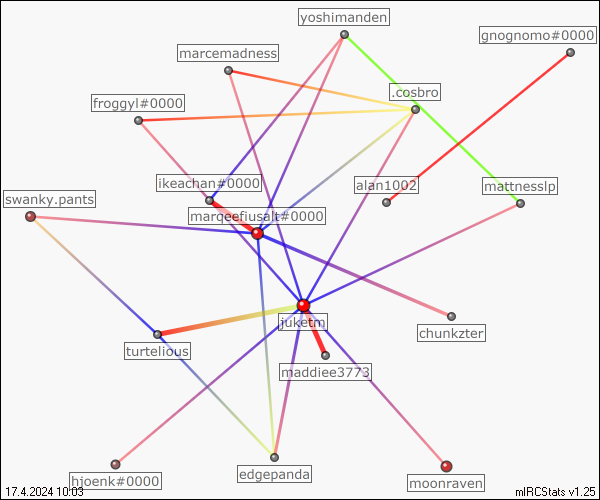 yoshimanden
gnognomo#0000
marcemadness
.cosbro
froggyl#0000
ikeachan#0000
alan1002
mattnesslp
swanky.pants
marqeefiusalt#0000
juketm
chunkzter
turtelious
maddiee3773
edgepanda
hjoenk#0000
moonraven
17.4.2024 10:03
mIRCStats v1.25